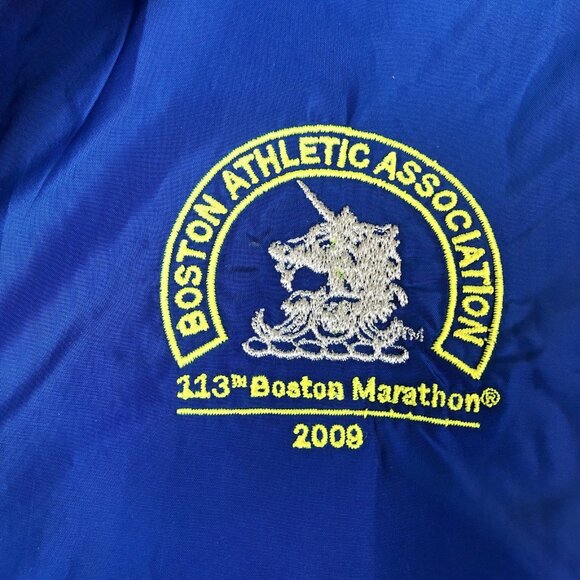 BOSTON ATHLETIC ASSOCIATION
TM
113TH Boston Marathon®
2009